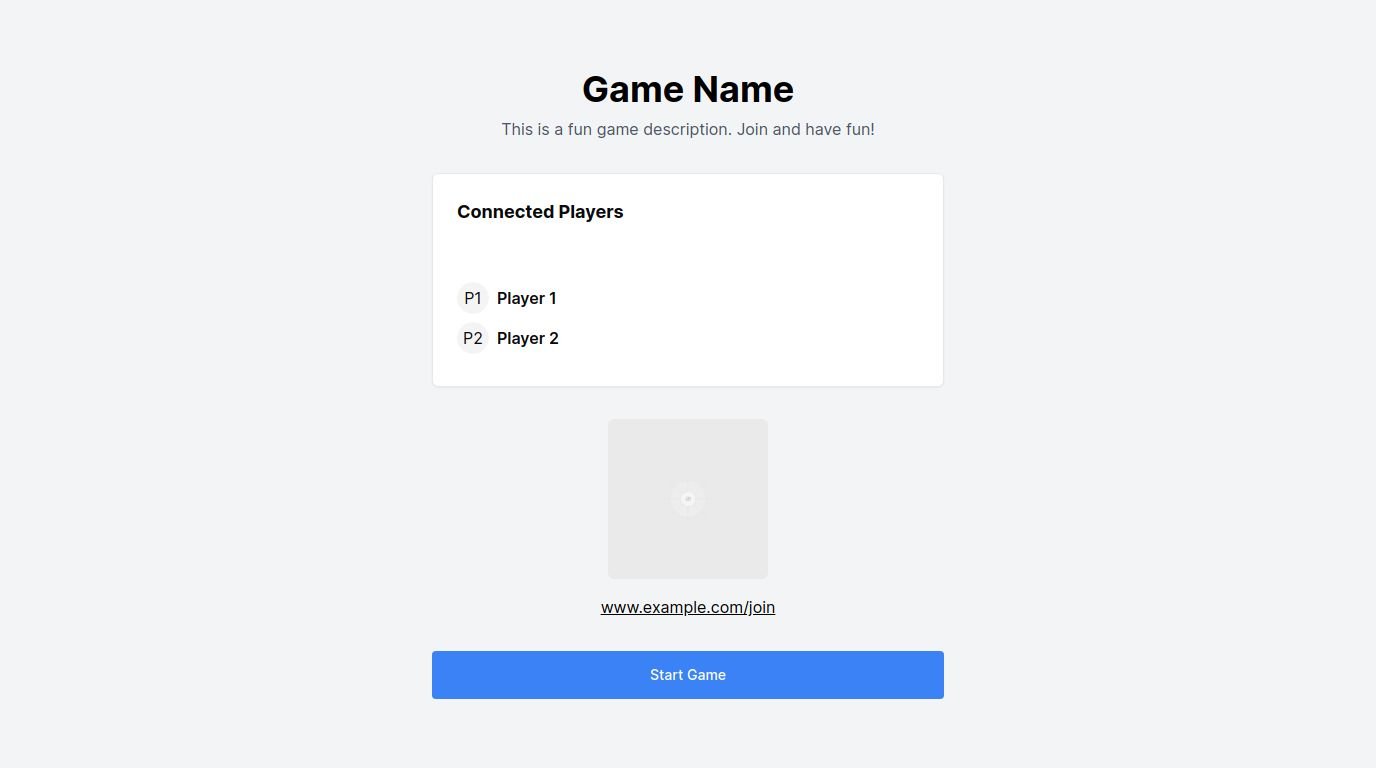 Game Name
This is a fun game description. Join and have fun!
Connected Players
P1 Player 1
P2 Player 2
www.example.com/join
Start Game